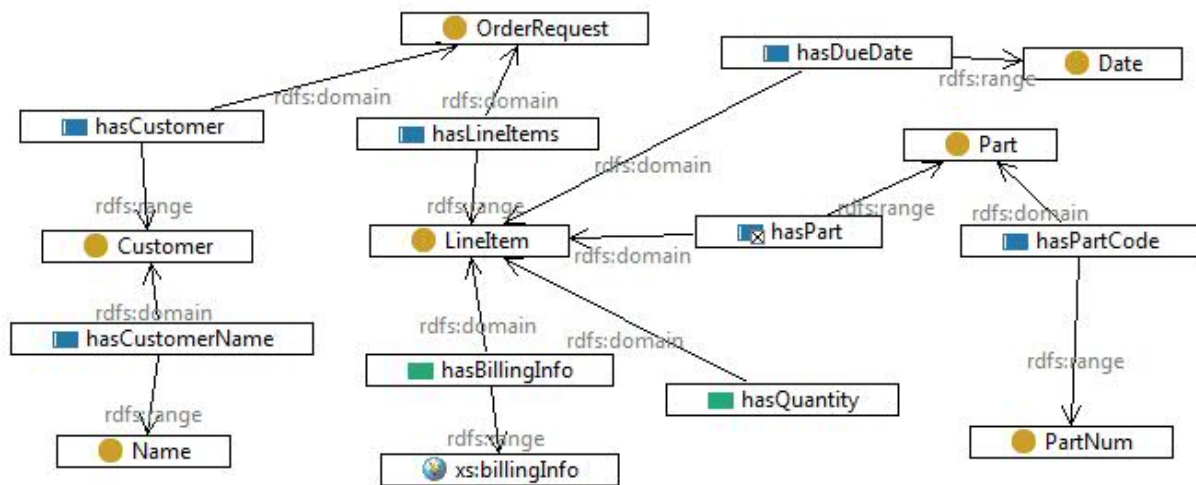 OrderRequest
hasDueDate
Date
rdfs:range
rdfs:domain
rdfs:domain
hasCustomer
hasLineItems
Part
rdfs:domain
rdfs:range
rdfs:range
rdfs:range
rdfs:domain
Customer
LineItem
hasPart
hasPartCode
rdfs:domain
rdfs:domain
rdfs:domain
rdfs:domain
hasCustomerName
rdfs:range
hasBillingInfo
hasQuantity
rdfs:range
rdfs:range
Name
xs:billingInfo
PartNum